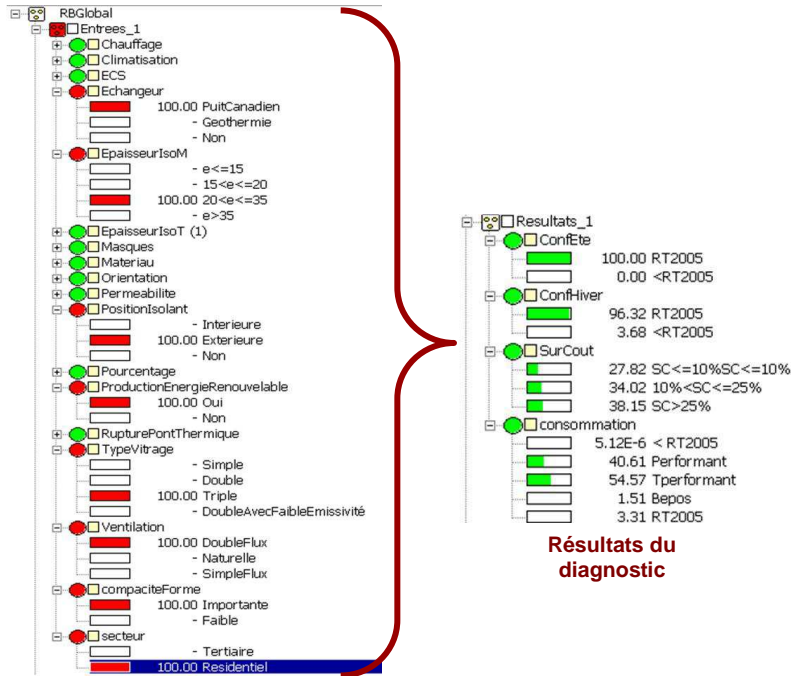 RBGlobal
Entrees_1
Chauffage
Climatisation
ECS
Echangeur
100.00 PuitCanadien
- Geothermie
- Non
EpaisseurIsoM
- e<=15
- 15<e<=20
100.00 20<e<=35
- e>35
EpaisseurIsoT (1)
Masques
Materiau
Orientation
Permeabilite
PositionIsolant
- Interieure
100.00 Exterieure
- Non
Pourcentage
ProductionEnergieRenouvelable
100.00 Oui
- Non
RupturePontThermique
TypeVitrage
- Simple
- Double
100.00 Triple
- DoubleAvecFaibleEmissivité
Ventilation
100.00 DoubleFlux
- Naturelle
- SimpleFlux
compaciteForme
100.00 Importante
- Faible
secteur
- Tertiaire
100.00 Residentiel
Resultats_1
ConfEte
100.00 RT2005
0.00 <RT2005
ConfHiver
96.32 RT2005
3.68 <RT2005
SurCout
27.82 SC<=10%SC<=10%
34.02 10%<SC<=25%
38.15 SC>25%
consommation
5.12E-6 < RT2005
40.61 Performant
54.57 Tperformant
1.51 Bepos
3.31 RT2005
Résultats du
diagnostic